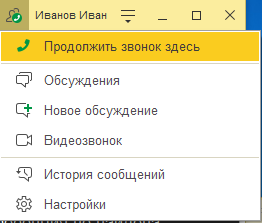 Иванов Иван
Продолжить звонок здесь
Обсуждения
Новое обсуждение
Видеозвонок
История сообщений
Настройки